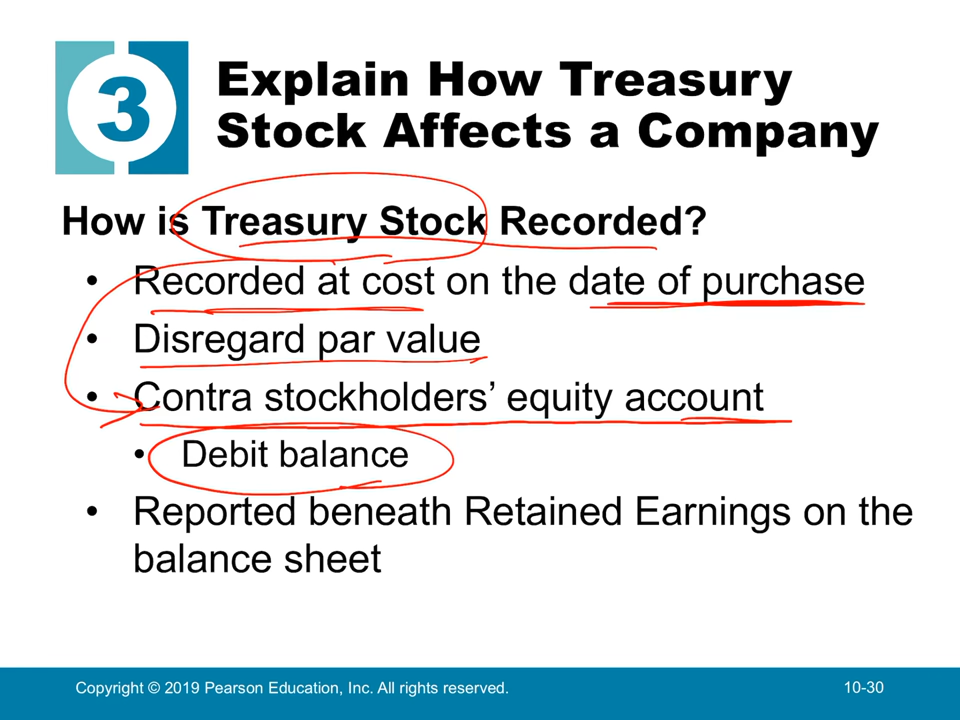 3
Explain How Treasury
Stock Affects a Company
How is Treasury Stock Recorded?
• Recorded at cost on the date of purchase
• Disregard par value
• Contra stockholders’ equity account
• Debit balance
• Reported beneath Retained Earnings on the
balance sheet
Copyright © 2019 Pearson Education, Inc. All rights reserved.
10-30